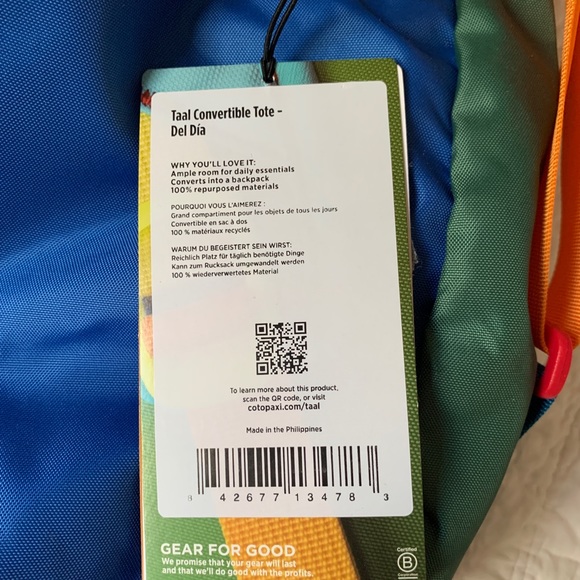 Taal Convertible Tote –
Del Día
WHY YOU'LL LOVE IT:
Ample room for daily essentials
Converts into a backpack
100% repurposed materials
POURQUOI VOUS L'AIMEREZ :
Grand compartiment pour les objets de tous les jours
Convertible en sac à dos
100 % matériaux recyclés
WARUM DU BEGEISTERT SEIN WIRST:
Reichlich Platz für täglich benötigte Dinge
Kann zum Rucksack umgewandelt werden
100 % wiederverwertetes Material
To learn more about this product,
scan the QR code, or visit
cotopaxi.com/taal
Made in the Philippines
42677 13478 3
GEAR FOR GOOD
We promise that your gear will last
and that we'll do good with the profits.
Certified
B